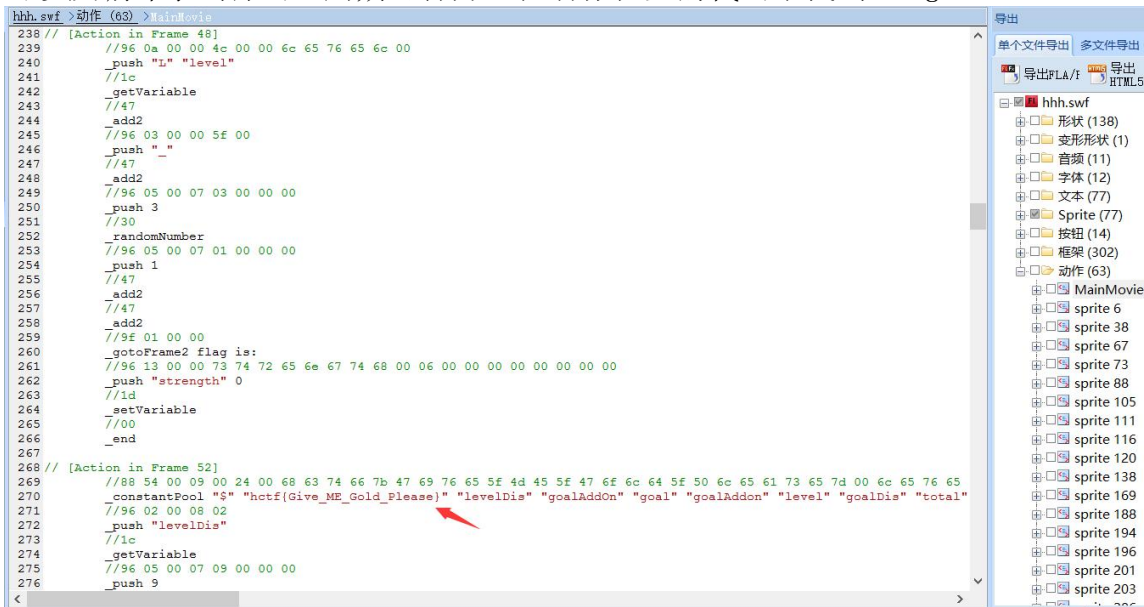 hhh.swf >动作 (63) >MainMovie
238 // [Action in Frame 48]
239 //96 0a 00 00 4c 00 00 6c 65 76 65 6c 00
240 _push "L" "level"
241 //1c
242 _getVariable
243 //47
244 _add2
245 //96 03 00 00 5f 00
246 _push "_"
247 //47
248 _add2
249 //96 05 00 07 03 00 00 00
250 _push 3
251 //30
252 _randomNumber
253 //96 05 00 07 01 00 00 00
254 _push 1
255 //47
256 _add2
257 //47
258 _add2
259 //9f 01 00 00
260 _gotoFrame2 flag is:
261 //96 13 00 00 73 74 72 65 6e 67 74 68 00 06 00 00 00 00 00 00 00 00
262 _push "strength" 0
263 //1d
264 _setVariable
265 //00
266 _end
267
268 // [Action in Frame 52]
269 //88 54 00 09 00 24 00 68 63 74 66 7b 47 69 76 65 5f 4d 45 5f 47 6f 6c 64 5f 50 6c 65 61 73 65 7d 00 6c 65 76 65
270 _constantPool "$" "hctf{Give_ME_Gold_Please}" "levelDis" "goalAddOn" "goal" "goalAddon" "level" "goalDis" "total"
271 //96 02 00 08 02
272 _push "levelDis"
273 //1c
274 _getVariable
275 //96 05 00 07 09 00 00 00
276 _push 9
导出
单个文件导出 多文件导出
导出FLA/F 导出HTML5
hhh.swf
形状 (138)
变形形状 (1)
音频 (11)
字体 (12)
文本 (77)
Sprite (77)
按钮 (14)
框架 (302)
动作 (63)
MainMovie
sprite 6
sprite 38
sprite 67
sprite 73
sprite 88
sprite 105
sprite 111
sprite 116
sprite 120
sprite 138
sprite 169
sprite 188
sprite 194
sprite 196
sprite 201
sprite 203